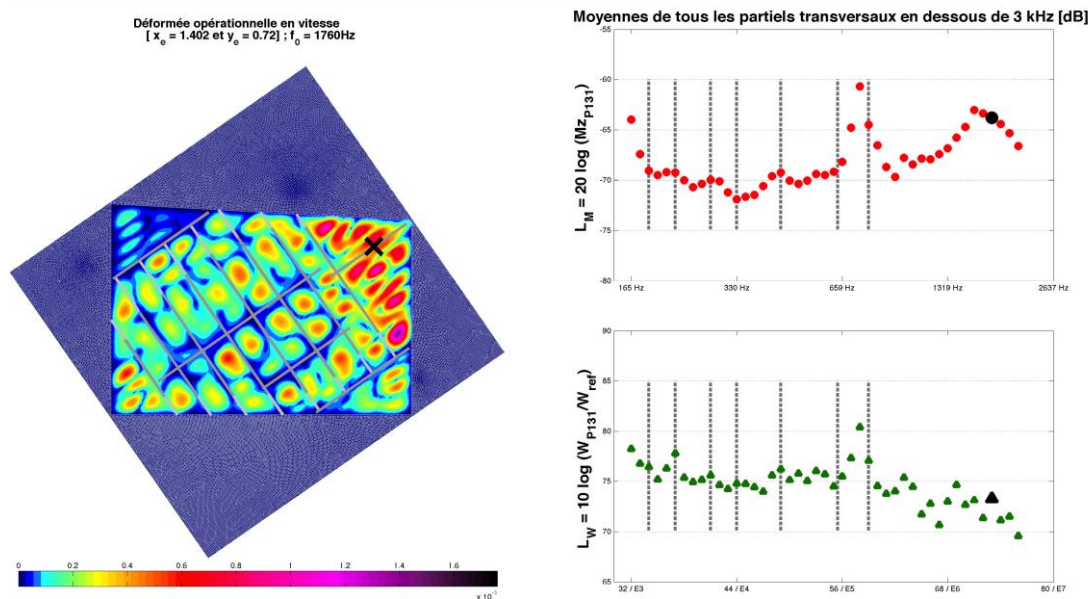 Déformée opérationnelle en vitesse
[ x_e = 1.402 et y_e = 0.72] ; f_0 = 1760Hz
0 0.2 0.4 0.6 0.8 1 1.2 1.4 1.6
x 10^-3
Moyennes de tous les partiels transversaux en dessous de 3 kHz [dB]
L_M = 20 log (Mz_P131)
-55
-60
-65
-70
-75
-80
165 Hz 330 Hz 659 Hz 1319 Hz 2637 Hz
L_W = 10 log (W_P131/W_ref)
90
85
80
75
70
65
32 / E3 44 / E4 56 / E5 68 / E6 80 / E7